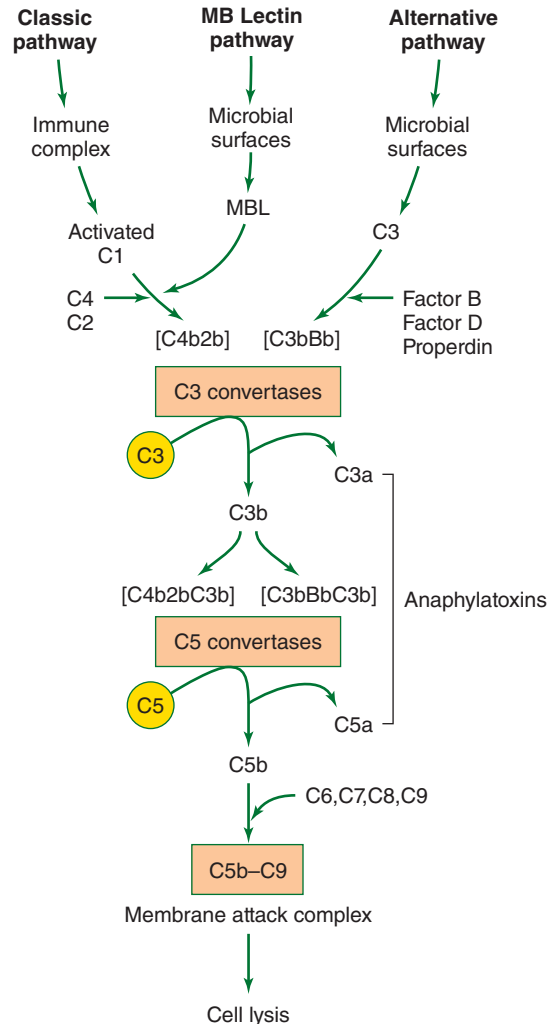 Classic
pathway
MB Lectin
pathway
Alternative
pathway
Immune
complex
Microbial
surfaces
Microbial
surfaces
MBL
Activated
C1
C3
C4
C2
Factor B
Factor D
Properdin
[C4b2b]
[C3bBb]
C3 convertases
C3
C3a
C3b
[C4b2bC3b]
[C3bBbC3b]
Anaphylatoxins
C5 convertases
C5
C5a
C5b
C6,C7,C8,C9
C5b–C9
Membrane attack complex
Cell lysis